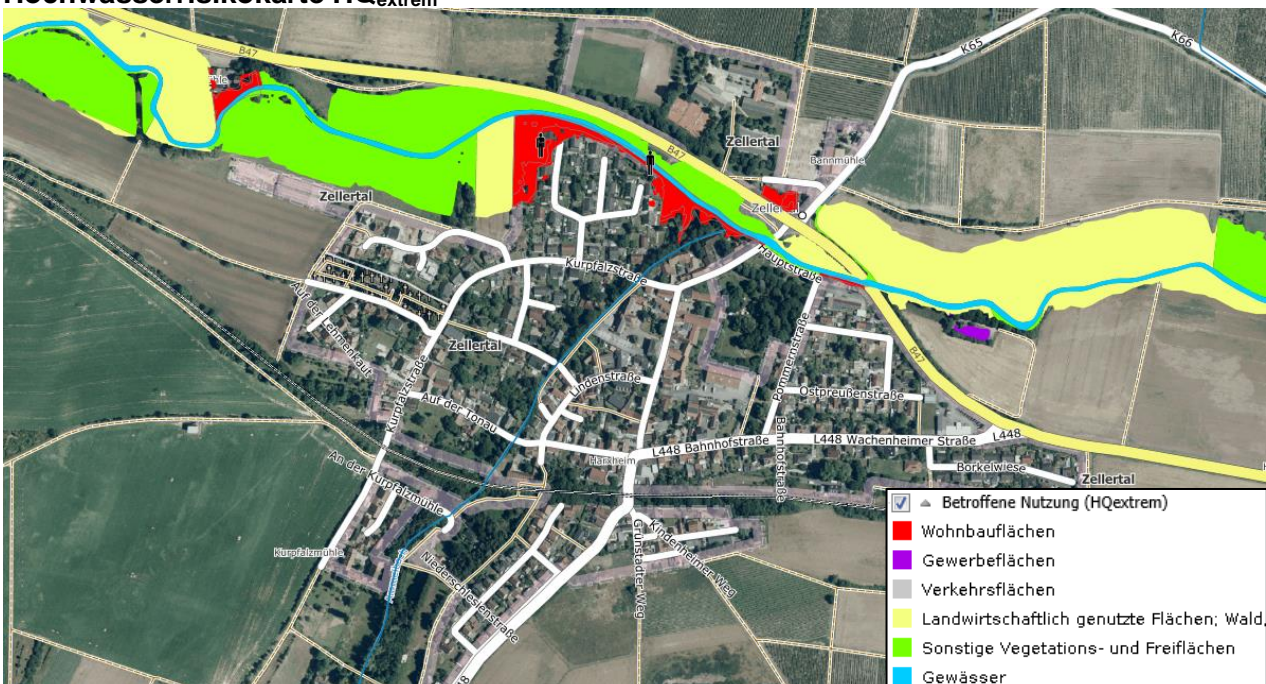 Hochwasserrisikokarte HQextrem
B47
K65
K66
Zellertal
B47
Bannmühle
Zellertal
Hauptstraße
Kurpfalzstraße
Auf der Lehmenkaut
Zellertal
B47
Kurpfalzstraße
Lindenstraße
Pommernstraße
Ostpreußenstraße
Auf der Tonau
L448 Bahnhofstraße
L448 Wachenheimer Straße
L448
Harxheim
Bahnhofstraße
Borkelwiese
Zellertal
An der Kurpfalzmühle
Kurpfalzmühle
Niederschlesienstraße
Grünstadter Weg
Kindenheimer Weg
Betroffene Nutzung (HQextrem)
Wohnbauflächen
Gewerbeflächen
Verkehrsflächen
Landwirtschaftlich genutzte Flächen; Wald,
Sonstige Vegetations- und Freiflächen
Gewässer